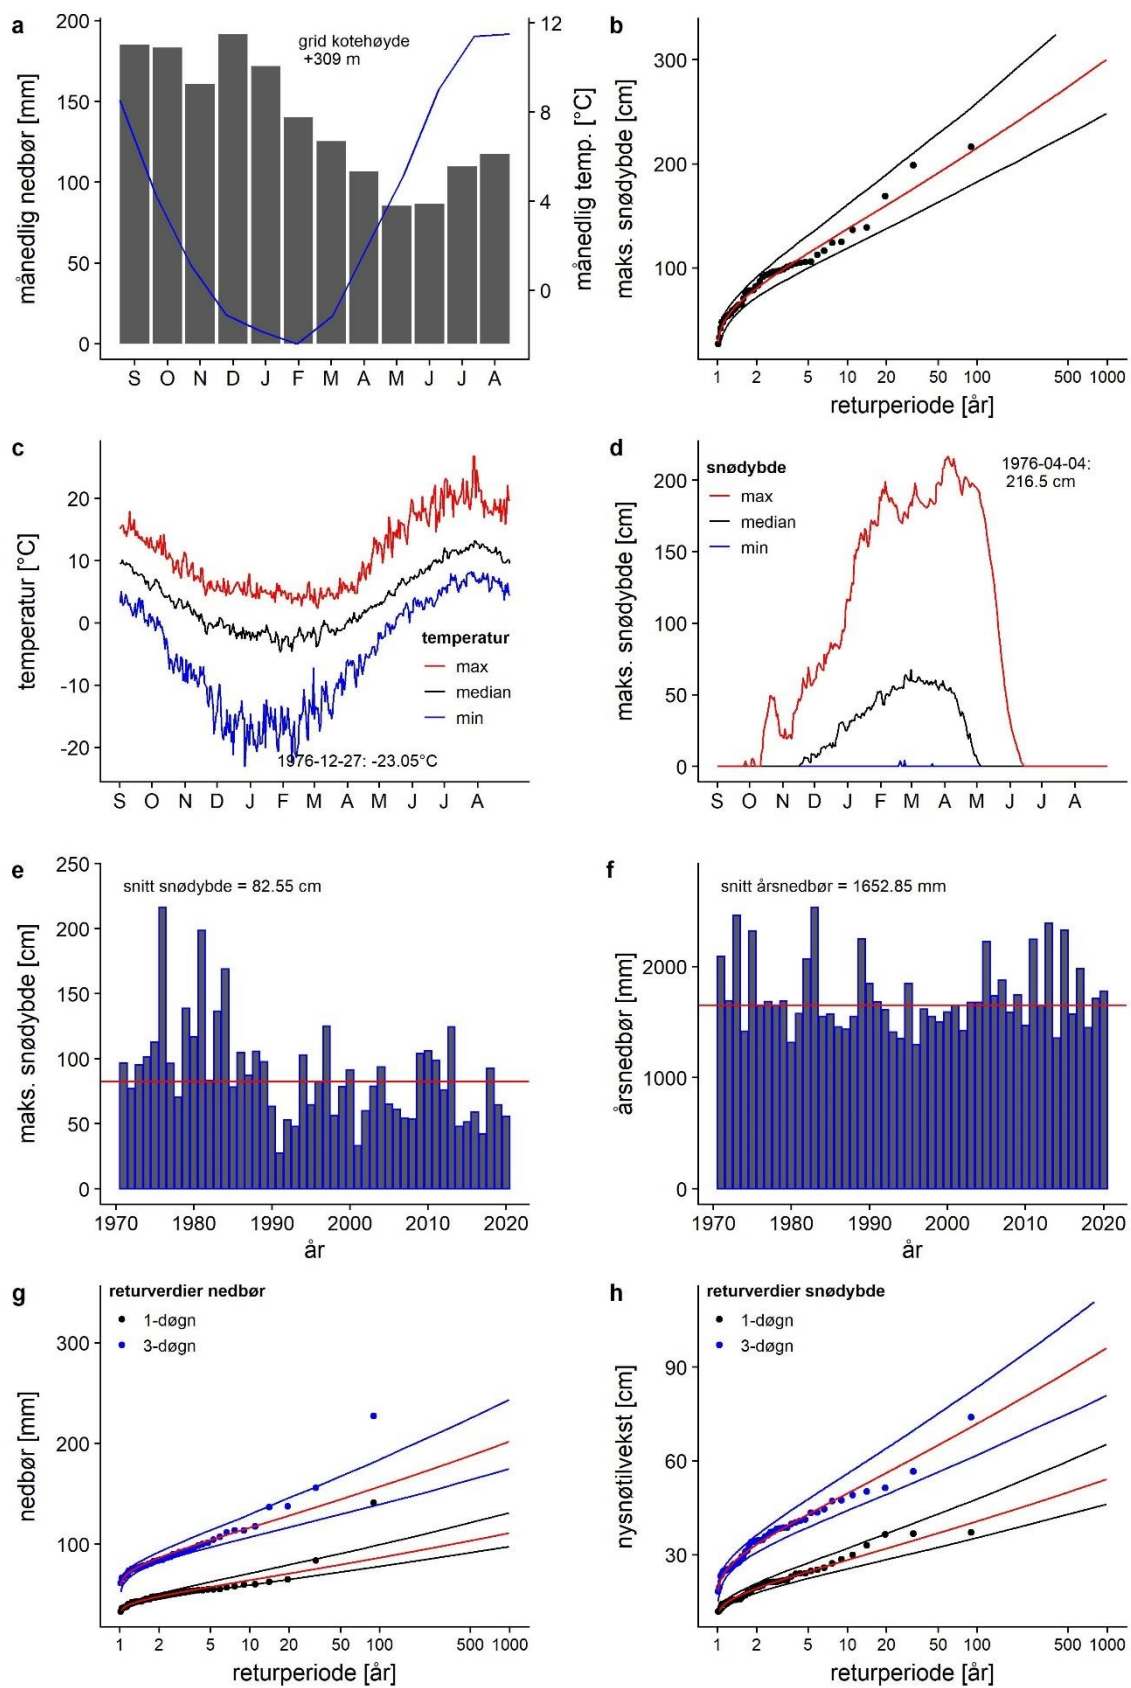 a
månedlig nedbør [mm]
200
150
100
50
0
grid kotehøyde
+309 m
12
8
4
0
månedlig temp. [°C]
S O N D J F M A M J J A
b
maks. snødybde [cm]
300
200
100
1 2 5 10 20 50 100 500 1000
returperiode [år]
c
temperatur [°C]
20
10
0
-10
-20
temperatur
max
median
min
1976-12-27: -23.05°C
S O N D J F M A M J J A
d
maks. snødybde [cm]
200
150
100
50
0
snødybde
max
median
min
1976-04-04:
216.5 cm
S O N D J F M A M J J A
e
maks. snødybde [cm]
250
200
150
100
50
0
snitt snødybde = 82.55 cm
1970 1980 1990 2000 2010 2020
år
f
årsnedbør [mm]
2000
1000
0
snitt årsnedbør = 1652.85 mm
1970 1980 1990 2000 2010 2020
år
g
returverdier nedbør
1-døgn
3-døgn
nedbør [mm]
300
200
100
1 2 5 10 20 50 100 500 1000
returperiode [år]
h
returverdier snødybde
1-døgn
3-døgn
nysnøtilvekst [cm]
90
60
30
1 2 5 10 20 50 100 500 1000
returperiode [år]